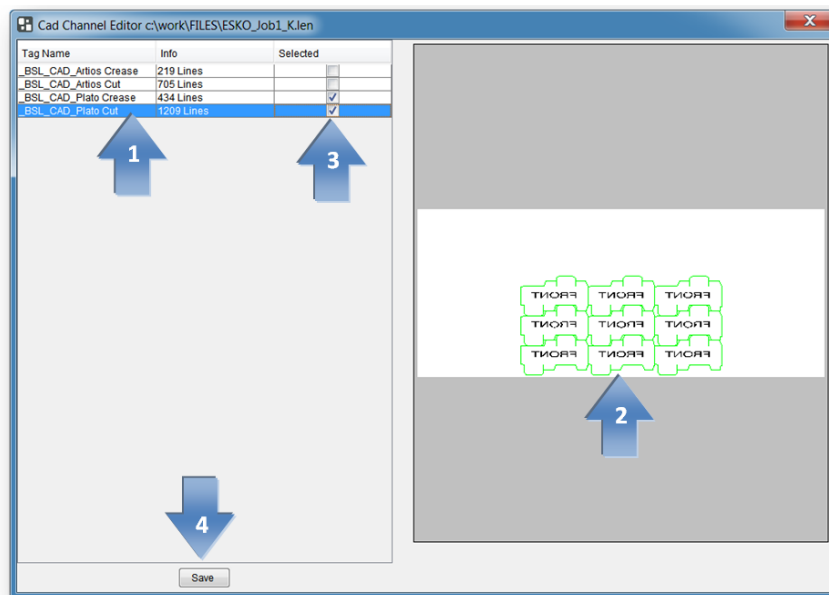 Cad Channel Editor c:\work\FILES\ESKO_Job1_K.len
Tag Name Info Selected
_BSL_CAD_Artios Crease 219 Lines
_BSL_CAD_Artios Cut 705 Lines
_BSL_CAD_Plato Crease 434 Lines
_BSL_CAD_Plato Cut 1209 Lines
1
3
FRONT FRONT FRONT
FRONT FRONT FRONT
FRONT FRONT FRONT
2
4
Save